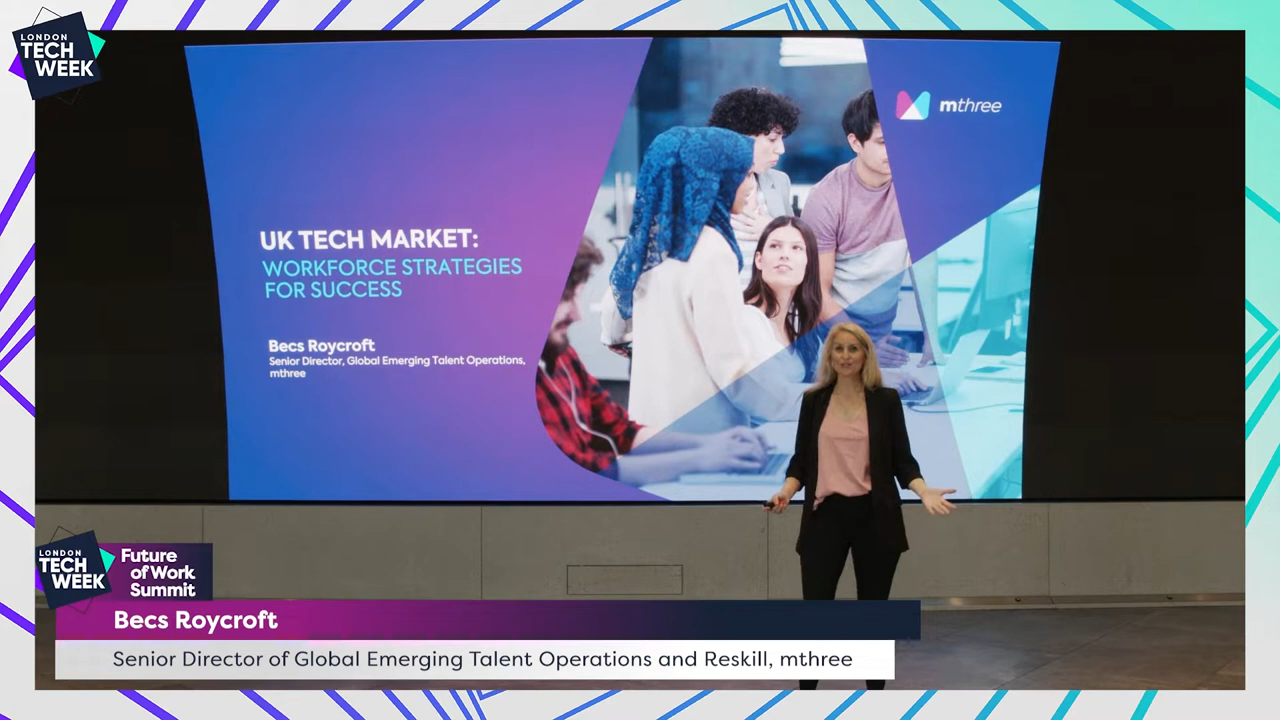 LONDON
TECH
WEEK
mthree
UK TECH MARKET:
WORKFORCE STRATEGIES
FOR SUCCESS
Becs Roycroft
Senior Director, Global Emerging Talent Operations,
mthree
LONDON
TECH
WEEK
Future
of Work
Summit
Becs Roycroft
Senior Director of Global Emerging Talent Operations and Reskill, mthree